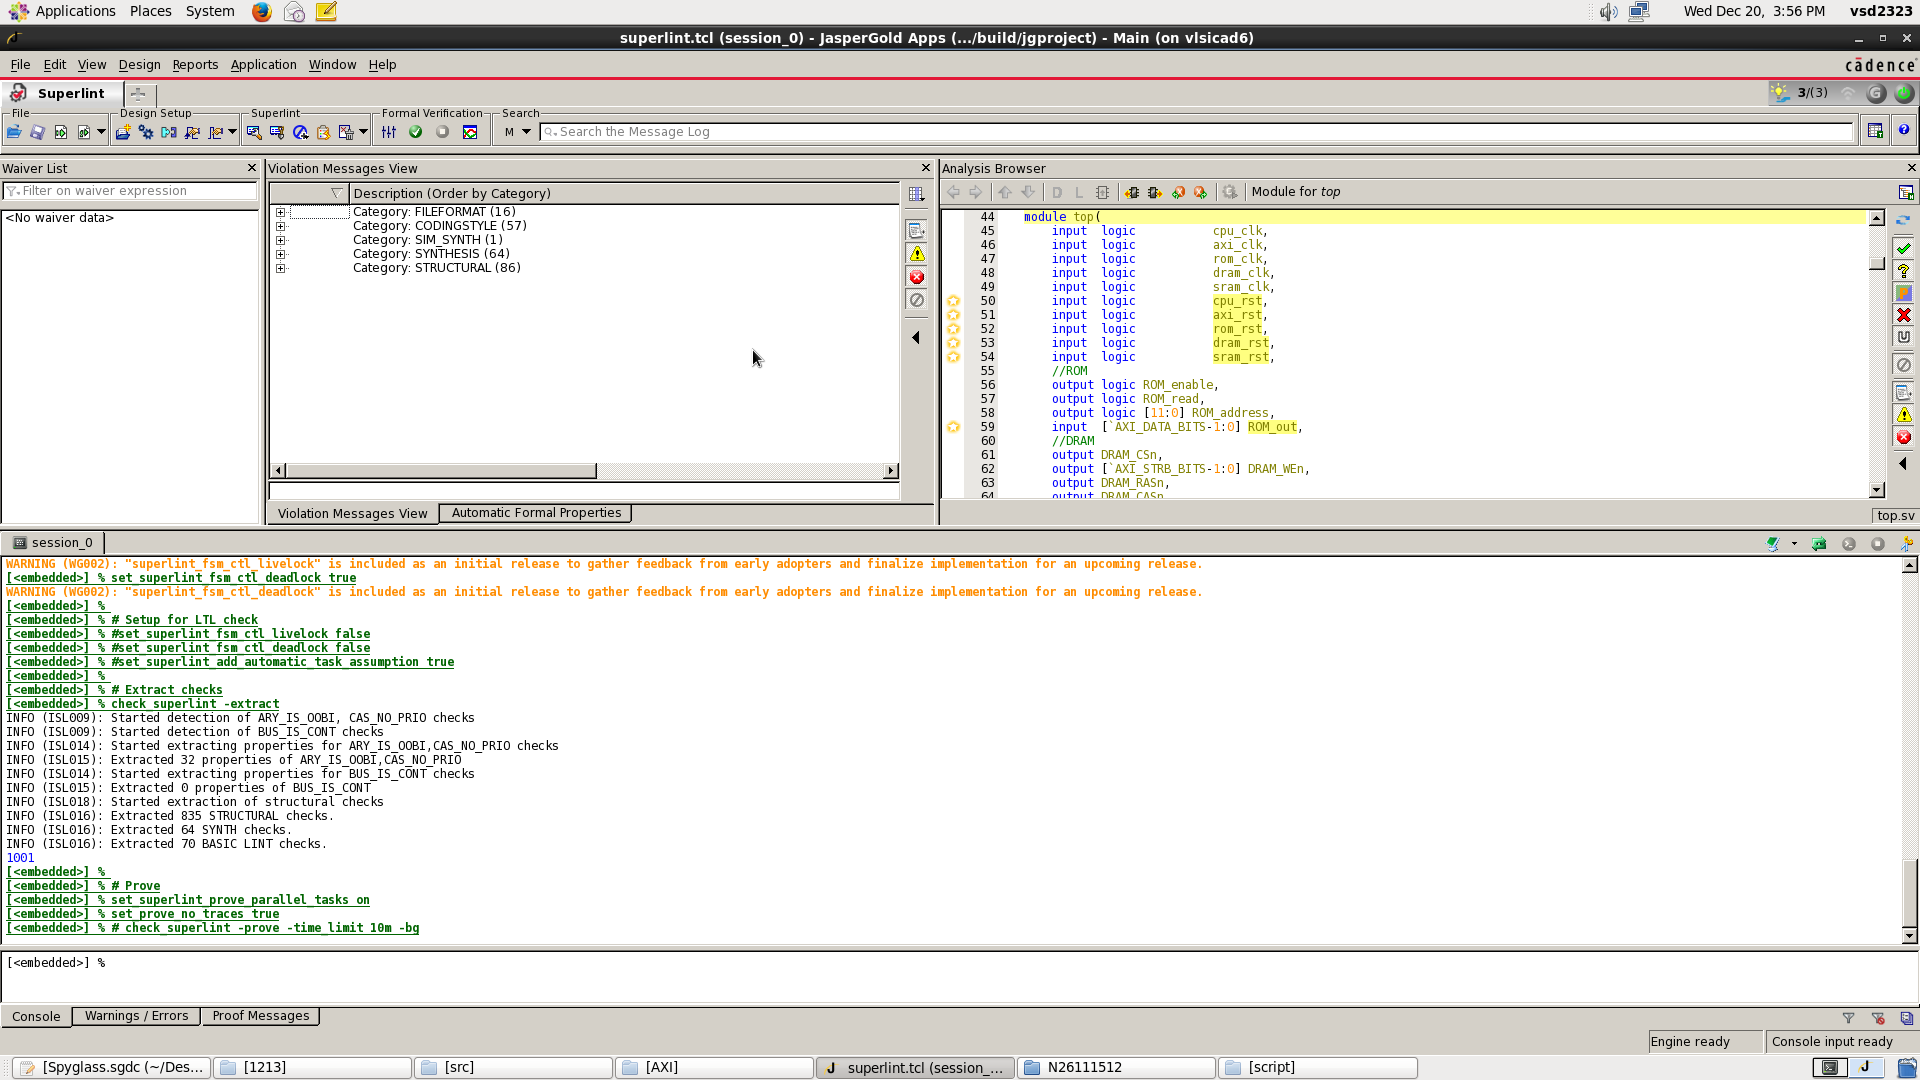 Applications Places System Wed Dec 20, 3:56 PM vsd2323
superlint.tcl (session_0) - JasperGold Apps (.../build/jgproject) - Main (on vlsicad6)
File Edit View Design Reports Application Window Help cādence
Superlint 3/(3)
File Design Setup Superlint Formal Verification Search
M Search the Message Log
Waiver List
Filter on waiver expression
<No waiver data>
Violation Messages View
Description (Order by Category)
Category: FILEFORMAT (16)
Category: CODINGSTYLE (57)
Category: SIM_SYNTH (1)
Category: SYNTHESIS (64)
Category: STRUCTURAL (86)
Violation Messages View Automatic Formal Properties
Analysis Browser
D L Module for top
44 module top(
45 input logic cpu_clk,
46 input logic axi_clk,
47 input logic rom_clk,
48 input logic dram_clk,
49 input logic sram_clk,
50 input logic cpu_rst,
51 input logic axi_rst,
52 input logic rom_rst,
53 input logic dram_rst,
54 input logic sram_rst,
55 //ROM
56 output logic ROM_enable,
57 output logic ROM_read,
58 output logic [11:0] ROM_address,
59 input [`AXI_DATA_BITS-1:0] ROM_out,
60 //DRAM
61 output DRAM_CSn,
62 output [`AXI_STRB_BITS-1:0] DRAM_WEn,
63 output DRAM_RASn,
64 output DRAM_CASn
top.sv
session_0
WARNING (WG002): "superlint_fsm_ctl_livelock" is included as an initial release to gather feedback from early adopters and finalize implementation for an upcoming release.
[<embedded>] % set_superlint_fsm_ctl_deadlock true
WARNING (WG002): "superlint_fsm_ctl_deadlock" is included as an initial release to gather feedback from early adopters and finalize implementation for an upcoming release.
[<embedded>] %
[<embedded>] % # Setup for LTL check
[<embedded>] % #set_superlint_fsm_ctl_livelock false
[<embedded>] % #set_superlint_fsm_ctl_deadlock false
[<embedded>] % #set_superlint_add_automatic_task_assumption true
[<embedded>] %
[<embedded>] % # Extract checks
[<embedded>] % check_superlint -extract
INFO (ISL009): Started detection of ARY_IS_OOBI, CAS_NO_PRIO checks
INFO (ISL009): Started detection of BUS_IS_CONT checks
INFO (ISL014): Started extracting properties for ARY_IS_OOBI,CAS_NO_PRIO checks
INFO (ISL015): Extracted 32 properties of ARY_IS_OOBI,CAS_NO_PRIO
INFO (ISL014): Started extracting properties for BUS_IS_CONT checks
INFO (ISL015): Extracted 0 properties of BUS_IS_CONT
INFO (ISL018): Started extraction of structural checks
INFO (ISL016): Extracted 835 STRUCTURAL checks.
INFO (ISL016): Extracted 64 SYNTH checks.
INFO (ISL016): Extracted 70 BASIC LINT checks.
1001
[<embedded>] %
[<embedded>] % # Prove
[<embedded>] % set_superlint_prove_parallel_tasks on
[<embedded>] % set_prove_no_traces true
[<embedded>] % # check_superlint -prove -time_limit 10m -bg
[<embedded>] %
Console Warnings / Errors Proof Messages
Engine ready Console input ready
[Spyglass.sgdc (~/Des... [1213] [src] [AXI] superlint.tcl (session_... N26111512 [script]